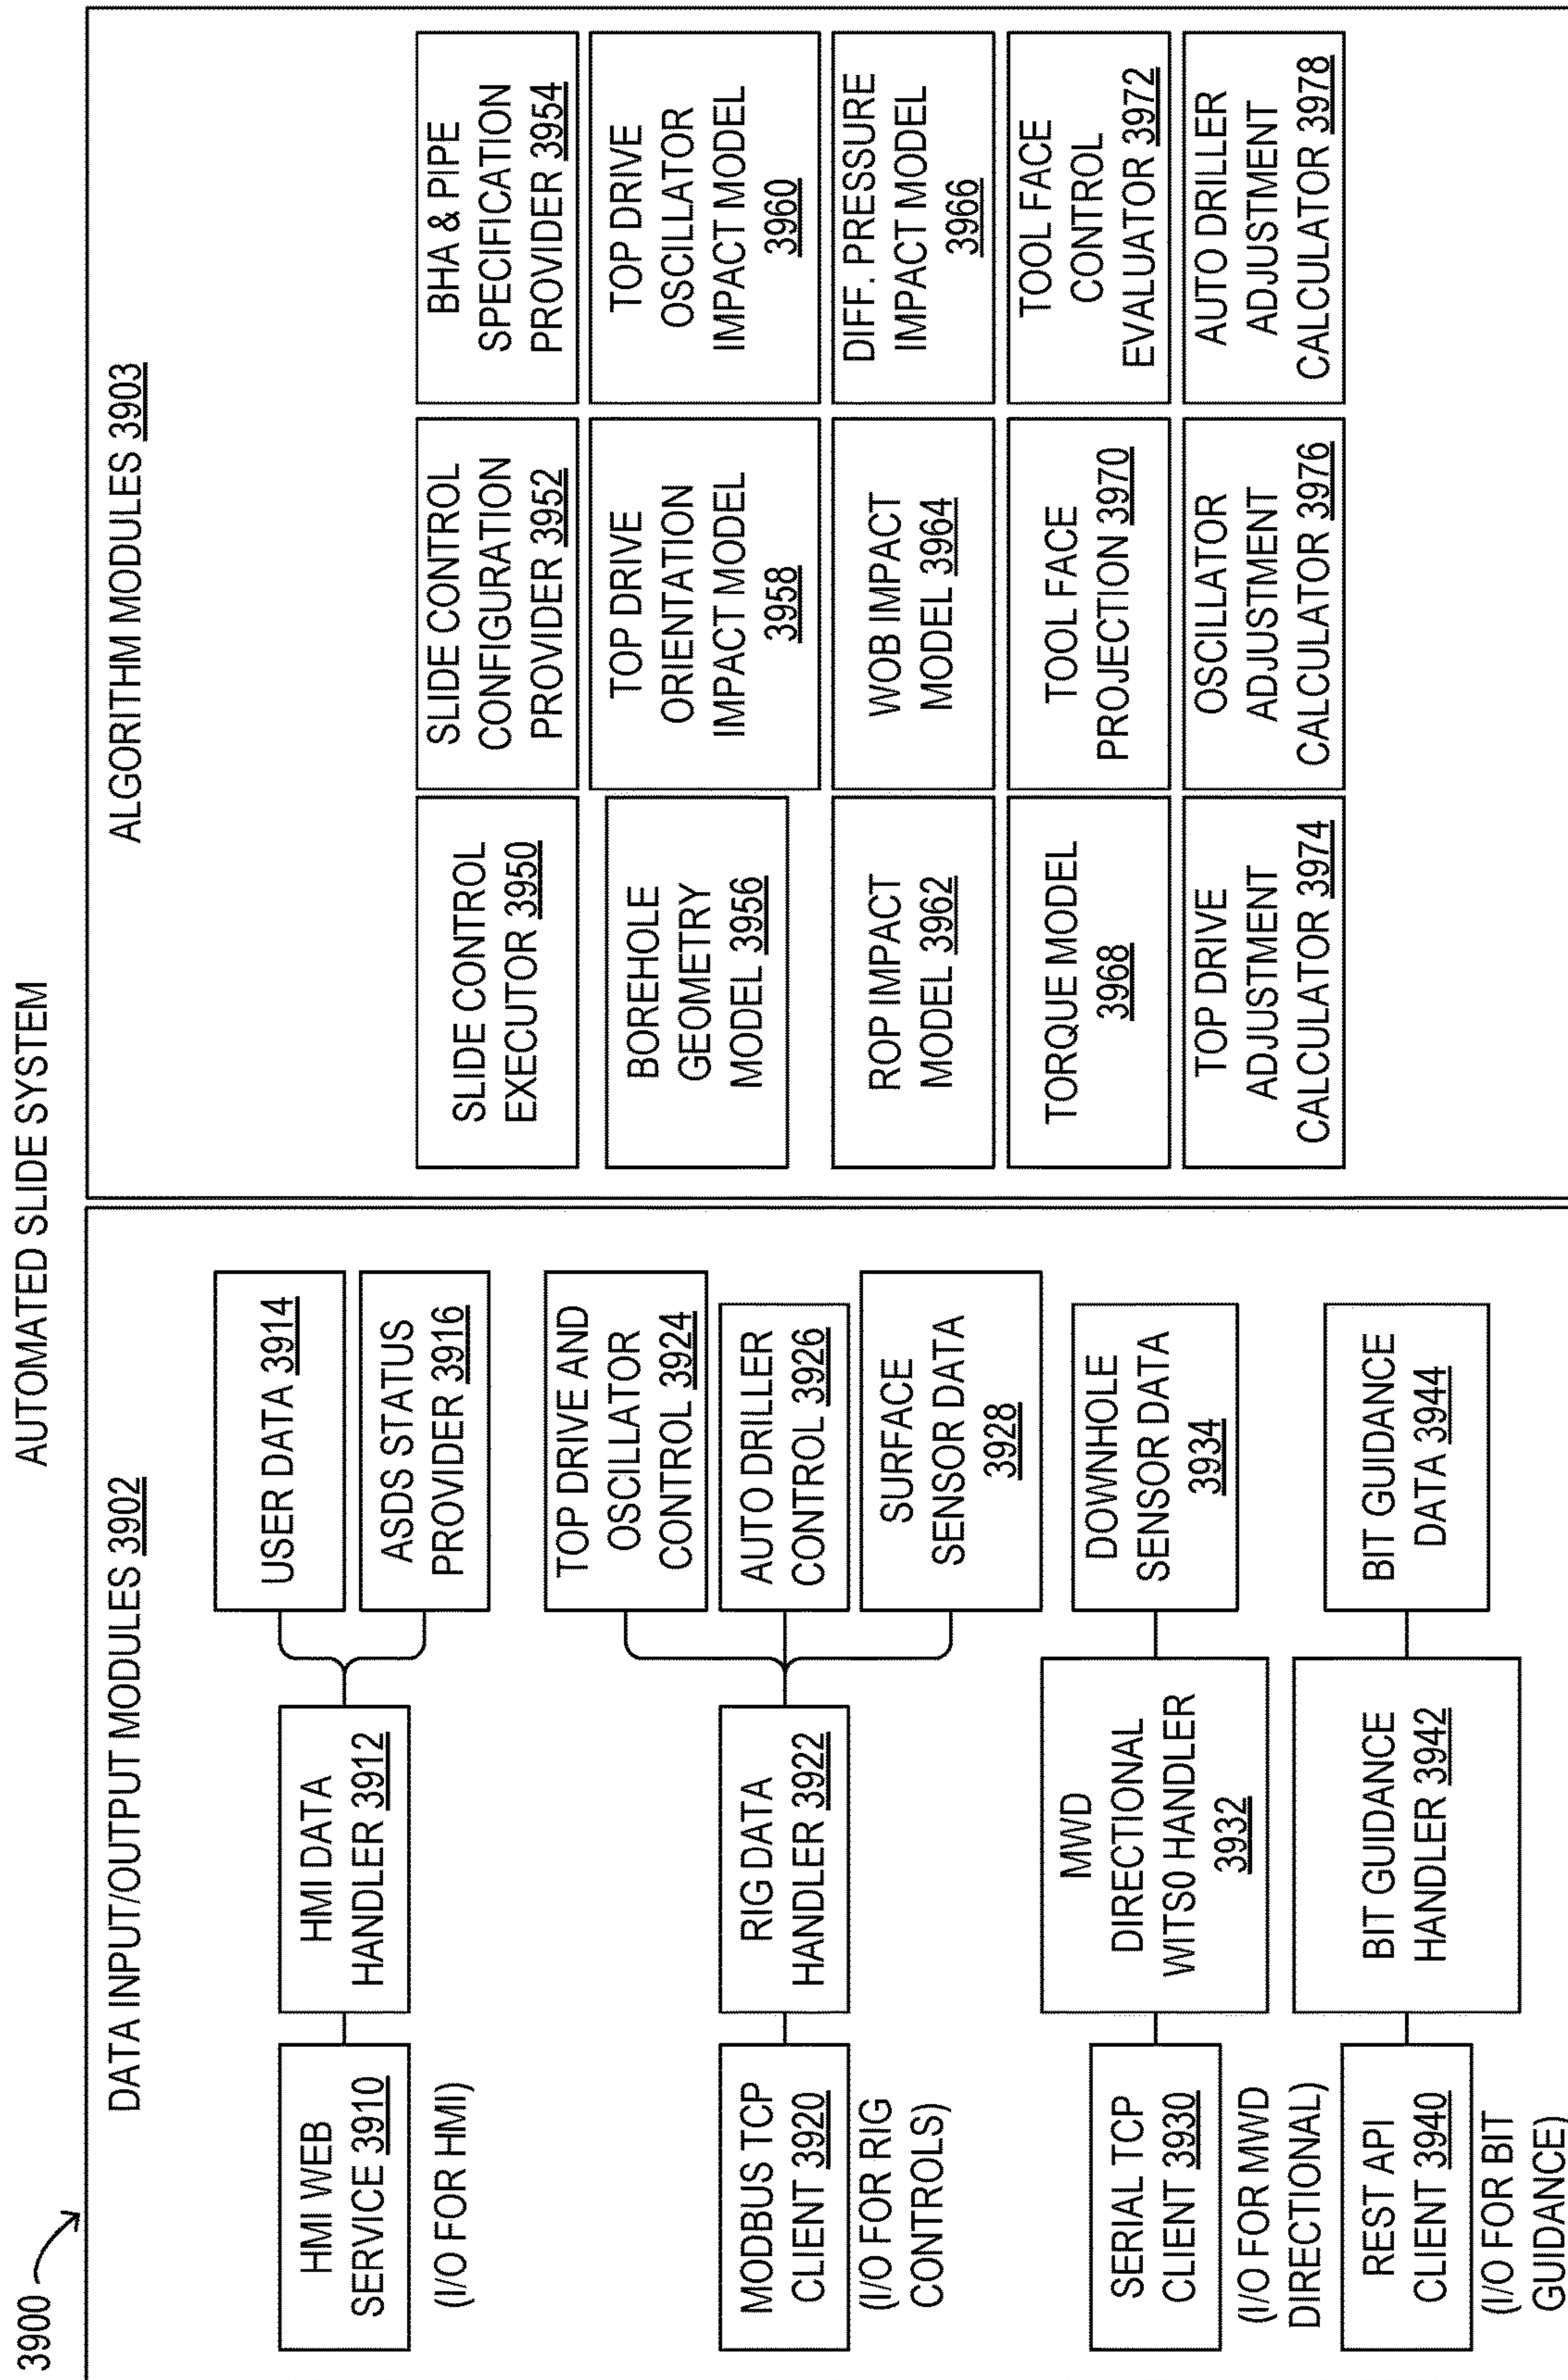 3900
AUTOMATED SLIDE SYSTEM
DATA INPUT/OUTPUT MODULES 3902
HMI WEB
SERVICE 3910
(I/O FOR HMI)
HMI DATA
HANDLER 3912
USER DATA 3914
ASDS STATUS
PROVIDER 3916
MODBUS TCP
CLIENT 3920
(I/O FOR RIG
CONTROLS)
RIG DATA
HANDLER 3922
TOP DRIVE AND
OSCILLATOR
CONTROL 3924
AUTO DRILLER
CONTROL 3926
SURFACE
SENSOR DATA
3928
SERIAL TCP
CLIENT 3930
(I/O FOR MWD
DIRECTIONAL)
MWD
DIRECTIONAL
WITS0 HANDLER
3932
DOWNHOLE
SENSOR DATA
3934
REST API
CLIENT 3940
(I/O FOR BIT
GUIDANCE)
BIT GUIDANCE
HANDLER 3942
BIT GUIDANCE
DATA 3944
ALGORITHM MODULES 3903
SLIDE CONTROL
EXECUTOR 3950
SLIDE CONTROL
CONFIGURATION
PROVIDER 3952
BHA & PIPE
SPECIFICATION
PROVIDER 3954
BOREHOLE
GEOMETRY
MODEL 3956
TOP DRIVE
ORIENTATION
IMPACT MODEL
3958
TOP DRIVE
OSCILLATOR
IMPACT MODEL
3960
ROP IMPACT
MODEL 3962
WOB IMPACT
MODEL 3964
DIFF. PRESSURE
IMPACT MODEL
3966
TORQUE MODEL
3968
TOOL FACE
PROJECTION 3970
TOOL FACE
CONTROL
EVALUATOR 3972
TOP DRIVE
ADJUSTMENT
CALCULATOR 3974
OSCILLATOR
ADJUSTMENT
CALCULATOR 3976
AUTO DRILLER
ADJUSTMENT
CALCULATOR 3978